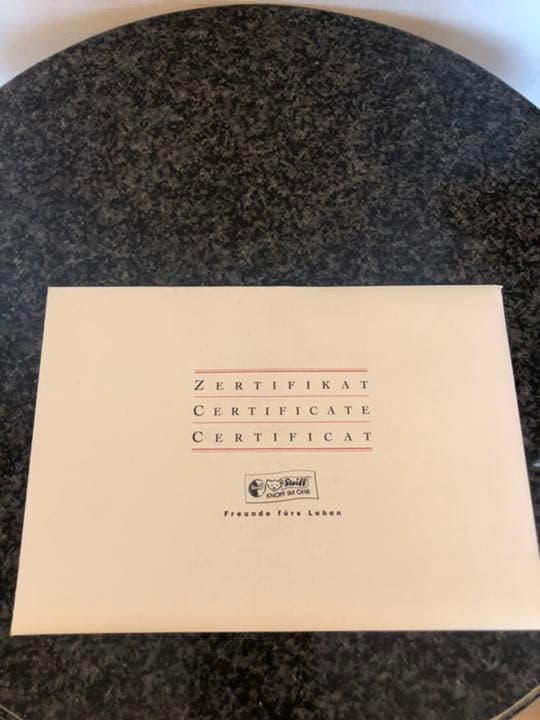 ZERTIFIKAT
CERTIFICATE
CERTIFICAT
Steiff
KNOPF IM OHR
Freunde fürs Leben